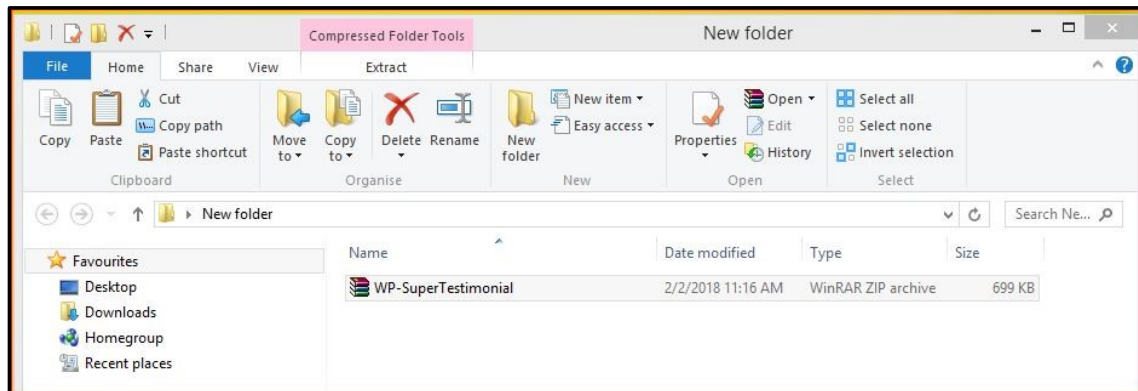 Compressed Folder Tools
New folder
File
Home
Share
View
Extract
Copy
Paste
Cut
Copy path
Paste shortcut
Clipboard
Move to
Copy to
Delete
Rename
Organise
New folder
New item
Easy access
New
Properties
Open
Edit
History
Open
Select all
Select none
Invert selection
Select
New folder
Search Ne...
Favourites
Desktop
Downloads
Homegroup
Recent places
Name
Date modified
Type
Size
WP-SuperTestimonial
2/2/2018 11:16 AM
WinRAR ZIP archive
699 KB